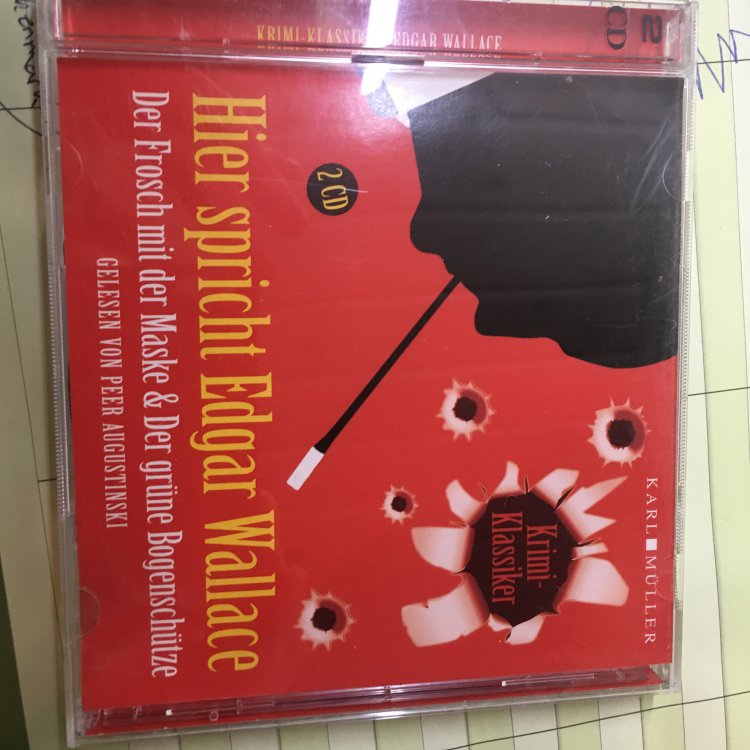 KRIMI-KLASSIKER EDGAR WALLACE
2 CD
KARL MÜLLER
Krimi-
Klassiker
2 CD
Hier spricht Edgar Wallace
Der Frosch mit der Maske & Der grüne Bogenschütze
GELESEN VON PEER AUGUSTINSKI